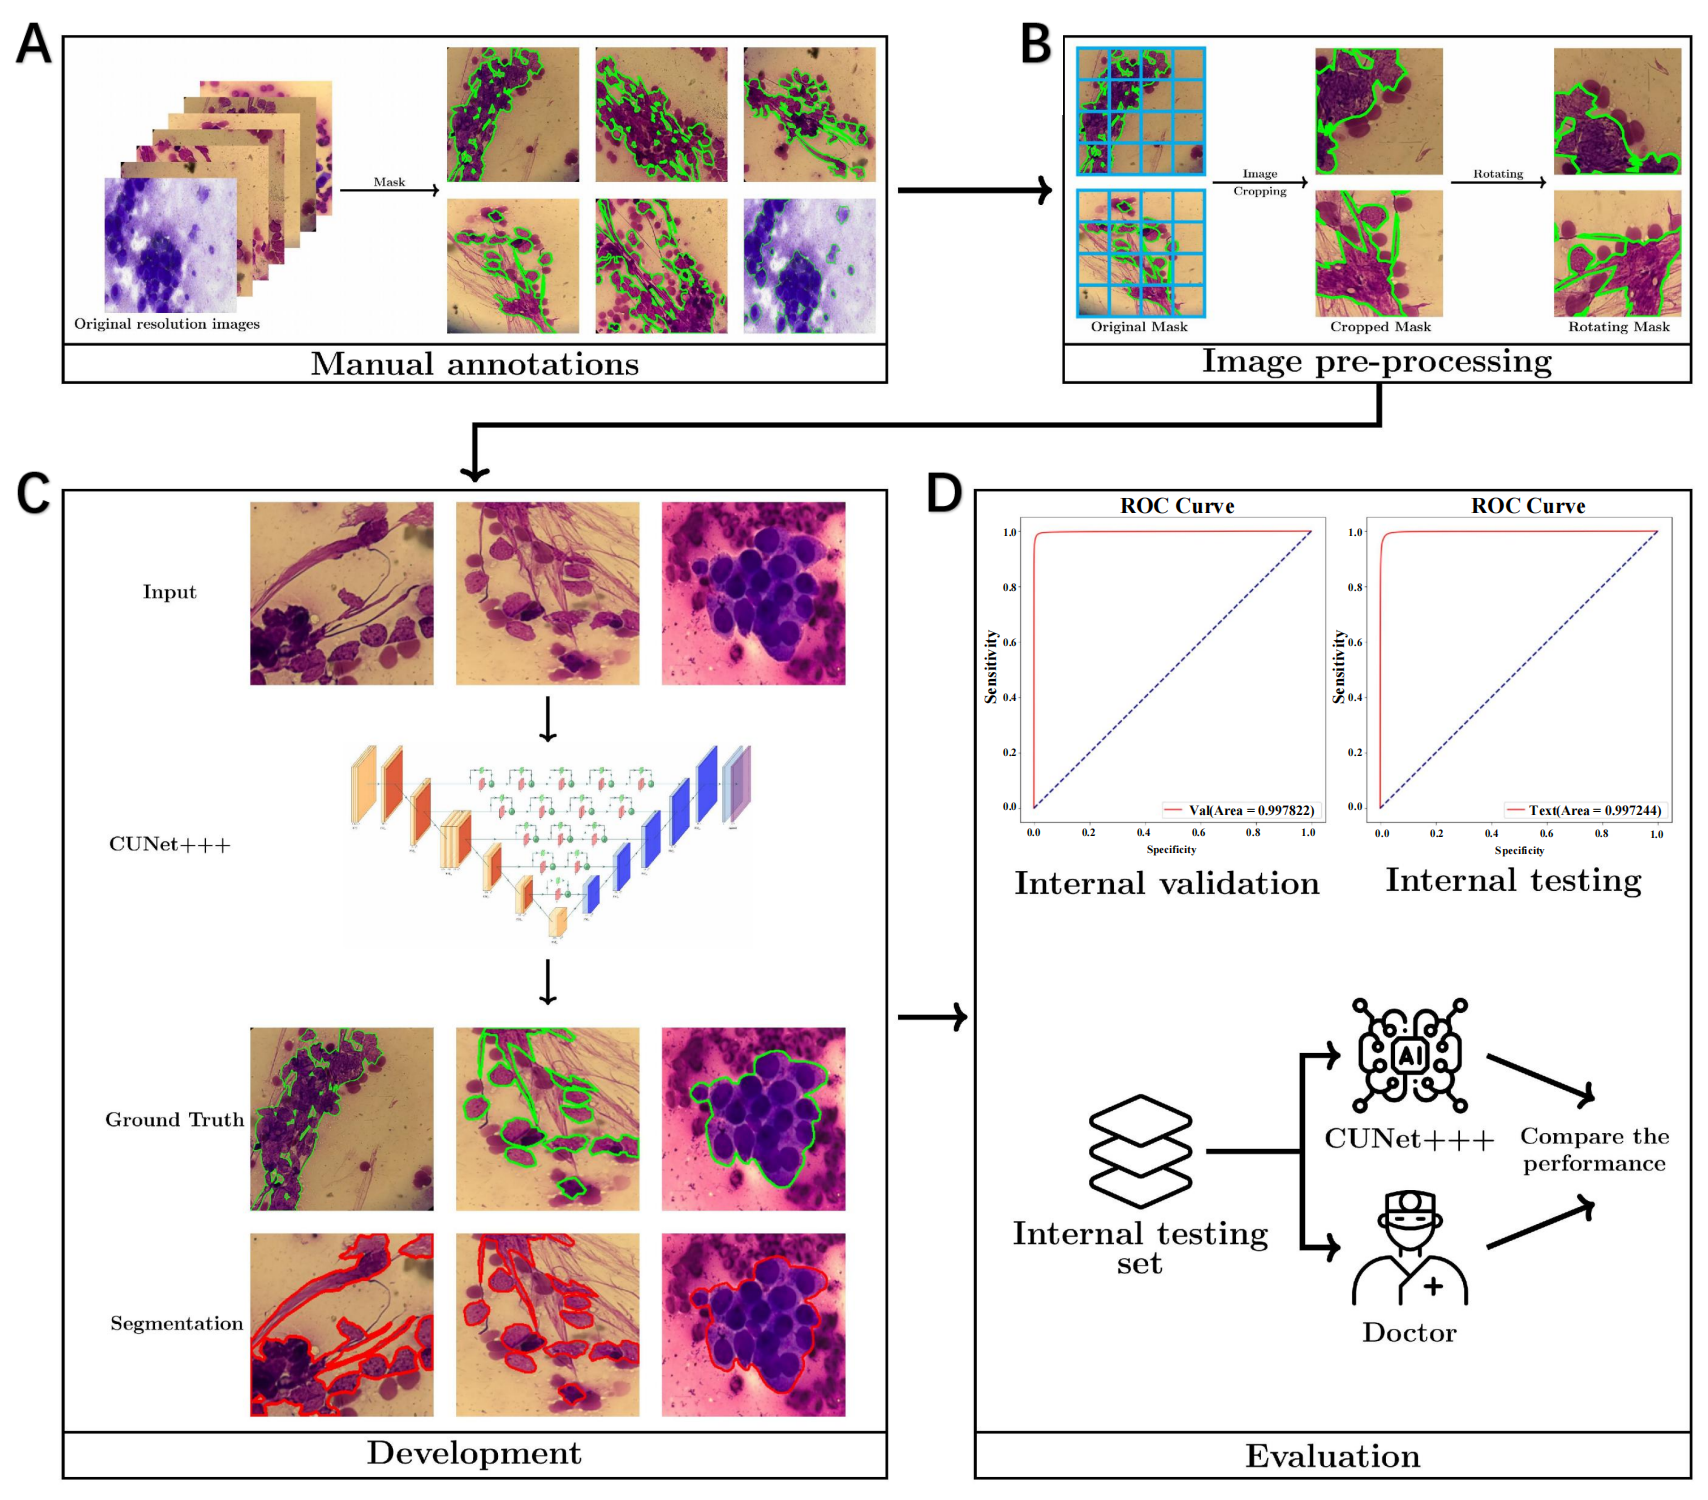 A
Mask
Original resolution images
Manual annotations
B
Image
Cropping
Rotating
Original Mask
Cropped Mask
Rotating Mask
Image pre-processing
C
Input
CUNet+++
Ground Truth
Segmentation
Development
D
ROC Curve
1.0
0.8
0.6
0.4
0.2
0.0
Sensitivity
Val(Area = 0.997822)
0.0 0.2 0.4 0.6 0.8 1.0
Specificity
Internal validation
ROC Curve
1.0
0.8
0.6
0.4
0.2
0.0
Sensitivity
Text(Area = 0.997244)
0.0 0.2 0.4 0.6 0.8 1.0
Specificity
Internal testing
AI
CUNet+++
Compare the
performance
Internal testing
set
Doctor
Evaluation